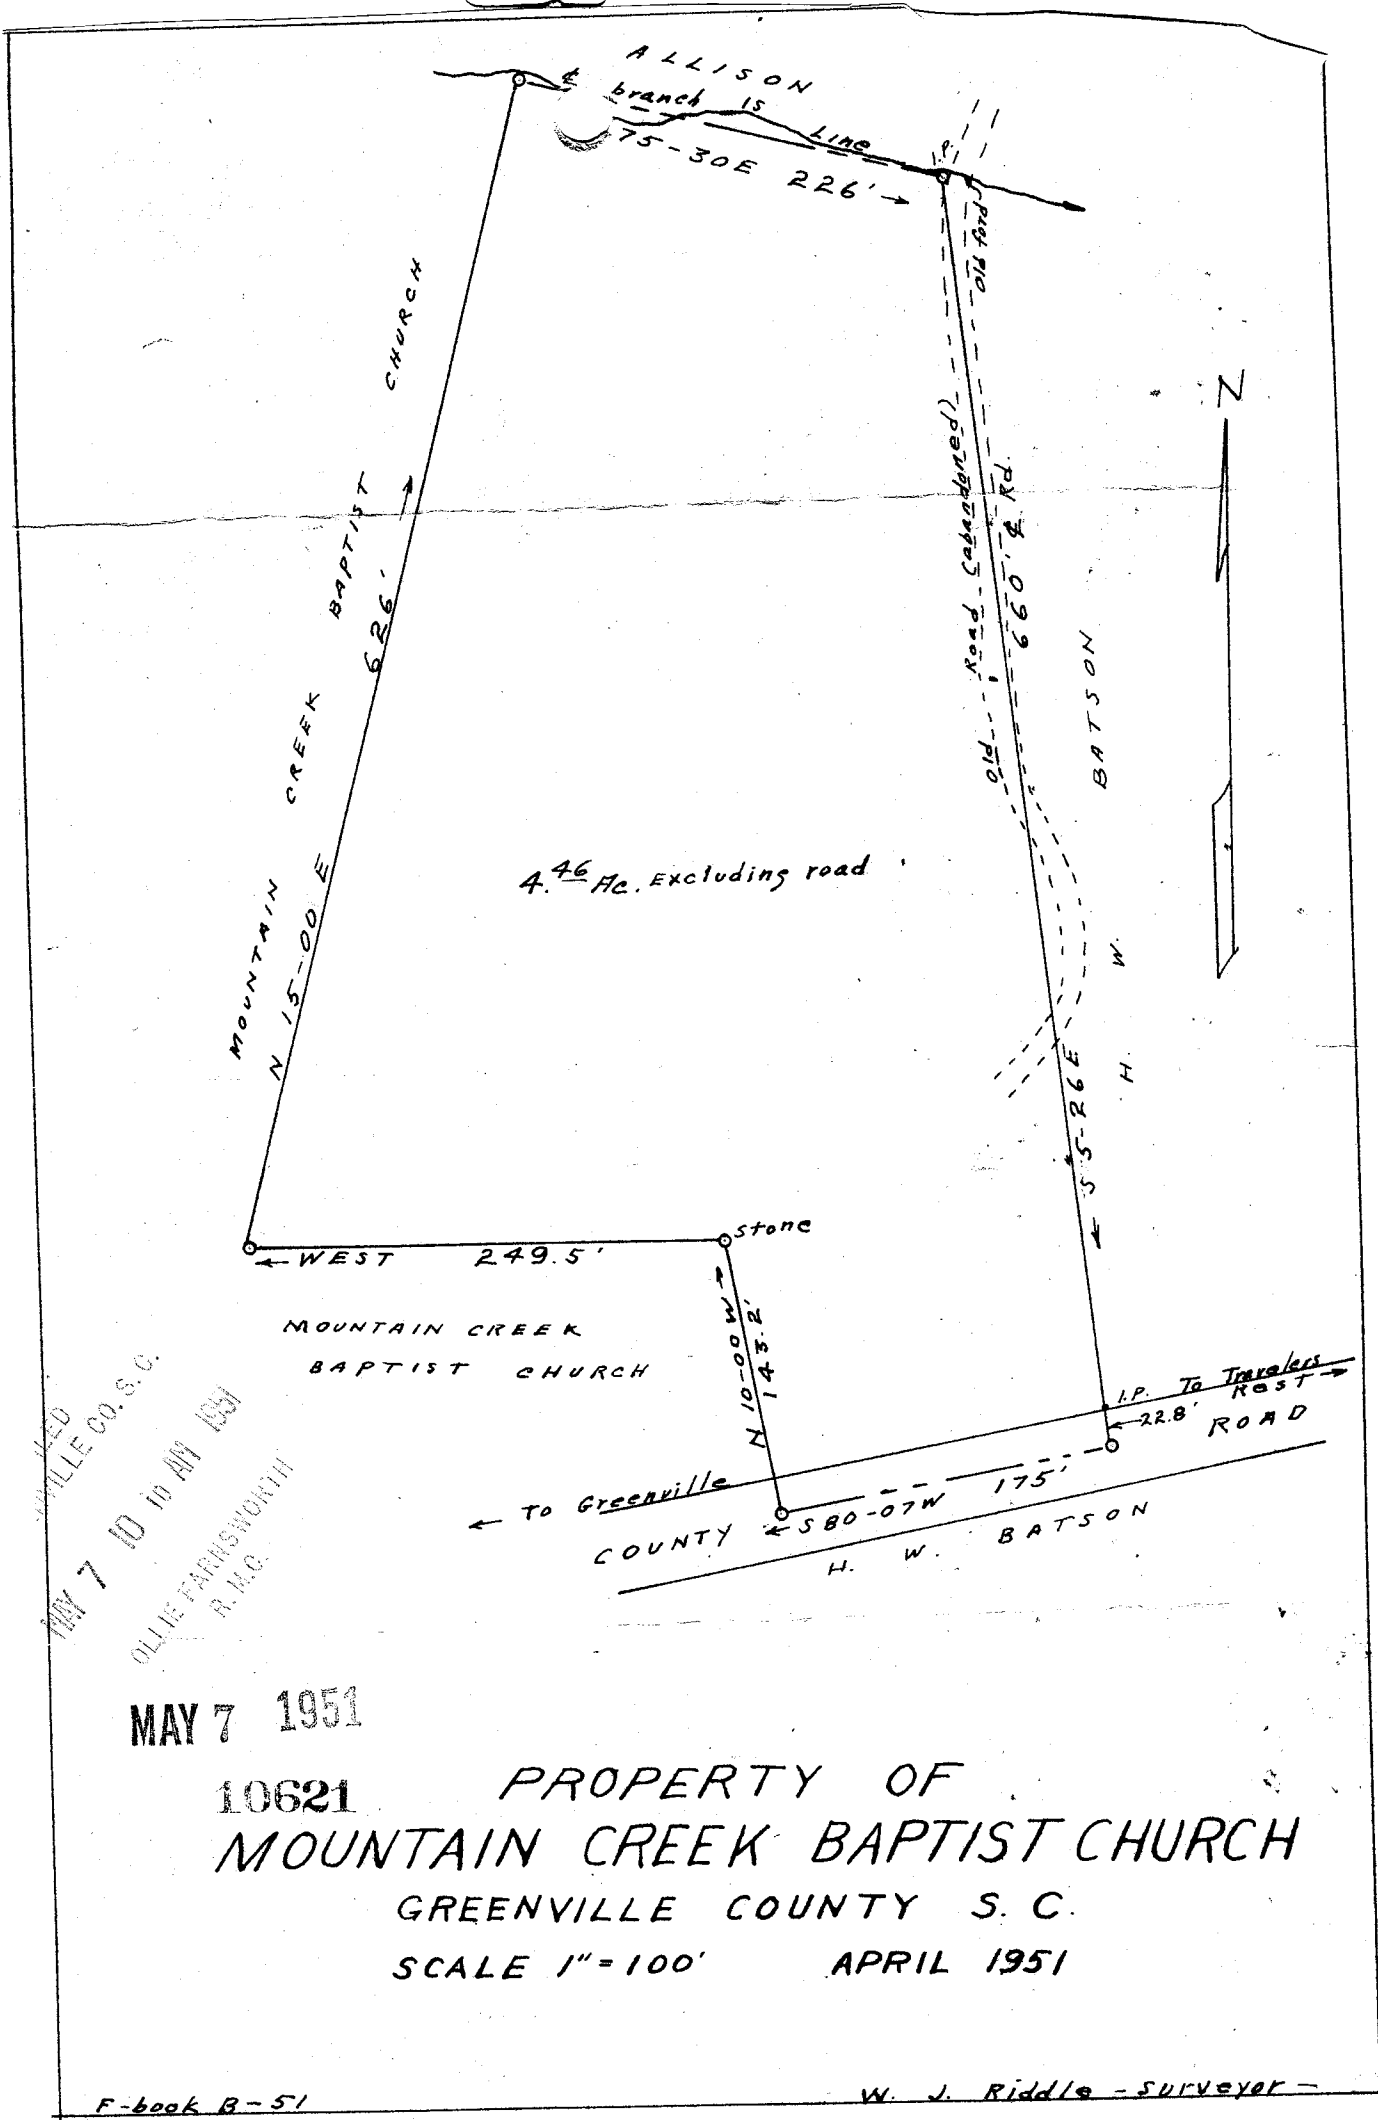 ALLISON
℄ branch is Line
75-30E 226' →
I.P.
Old ford
MOUNTAIN CREEK BAPTIST CHURCH
N 15-00 E 626' →
Old Road (abandoned)
660' ℄ Rd.
S 5-26E →
H. W. BATSON
N
4.46 Ac. Excluding road
stone
← WEST 249.5'
MOUNTAIN CREEK
BAPTIST CHURCH
N 10-00 W →
143.2'
I.P. To Travelers
REST →
←22.8'
ROAD
175'
← To Greenville
← S 80-07W
COUNTY
H. W. BATSON
CO. S. C.
MAY 7 10 10 AM 1951
OLLIE FARNSWORTH
R. M. C.
MAY 7 1951
10621
PROPERTY OF
MOUNTAIN CREEK BAPTIST CHURCH
GREENVILLE COUNTY S. C.
SCALE 1"=100' APRIL 1951
F-book B-51
W. J. Riddle - Surveyor -